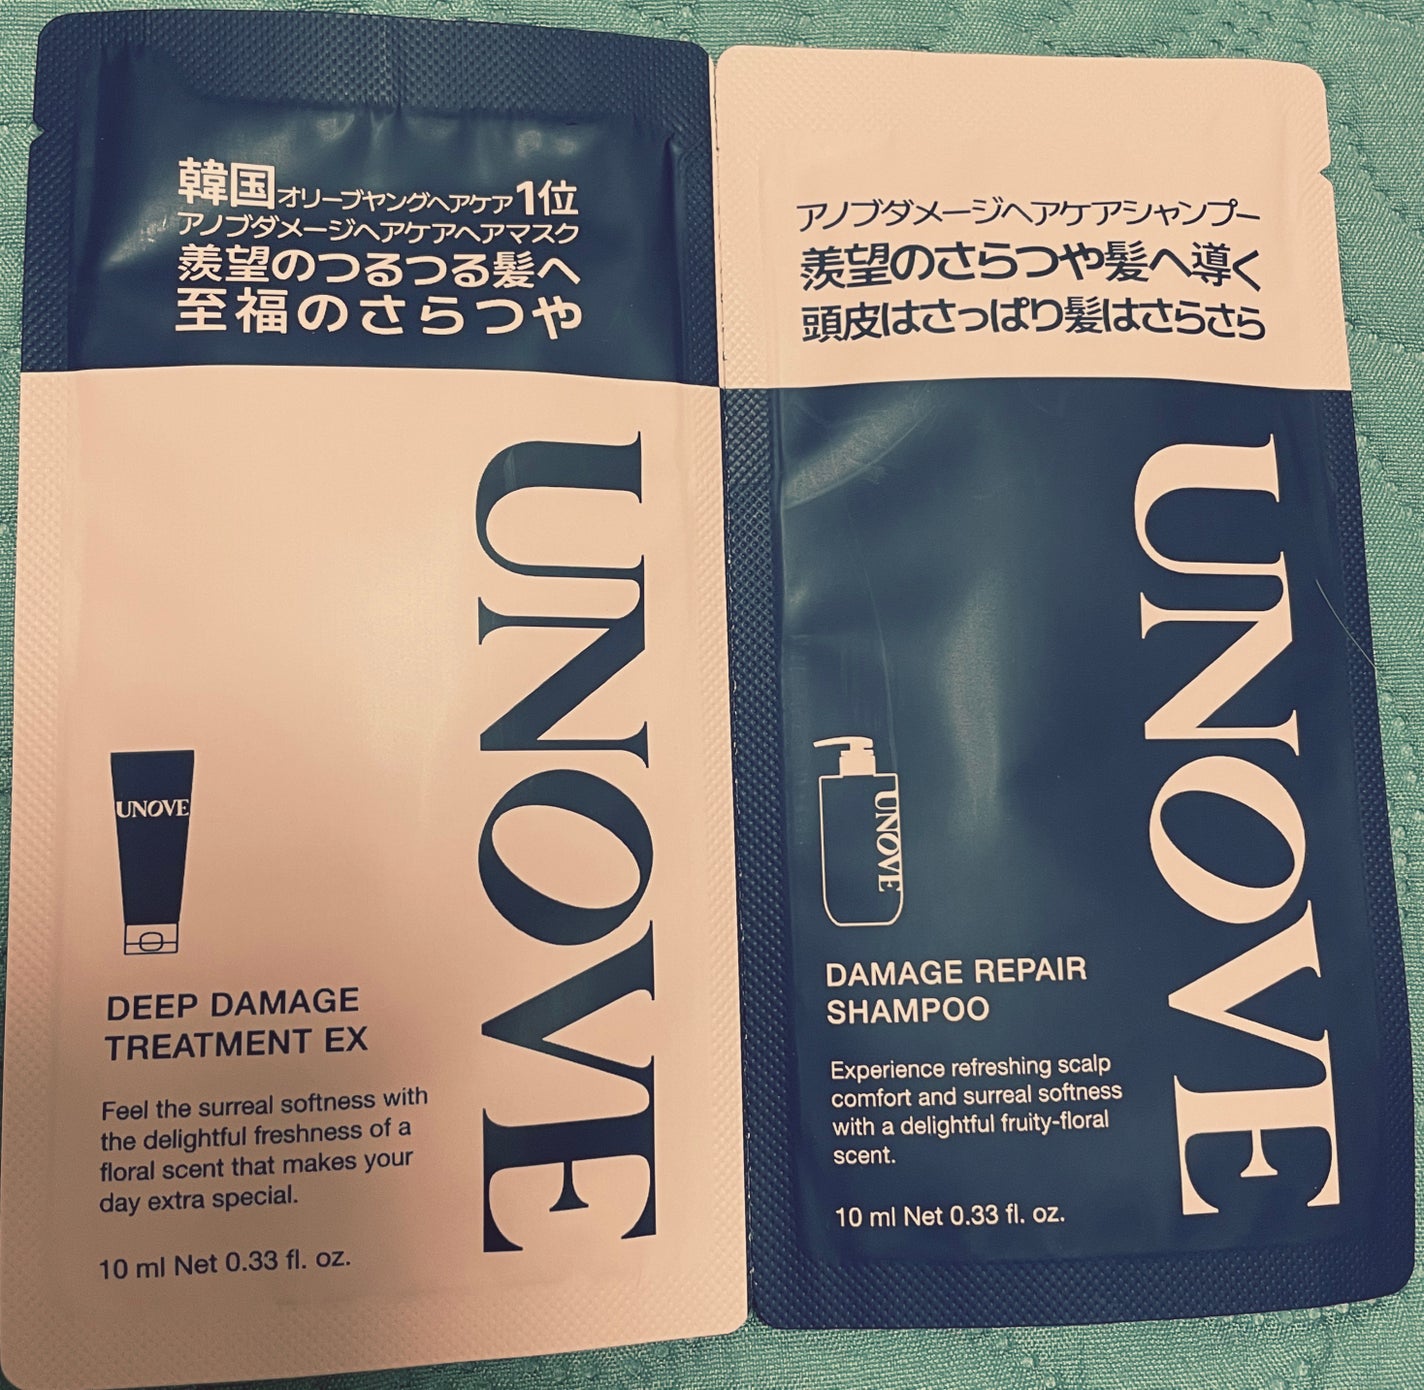 韓国オリーブヤングヘアケア1位
アノブダメージヘアケアヘアマスク
羨望のつるつる髪へ
至福のさらつや
UNOVE
UNOVE
DEEP DAMAGE
TREATMENT EX
Feel the surreal softness with
the delightful freshness of a
floral scent that makes your
day extra special.
10 ml Net 0.33 fl. oz.
アノブダメージヘアケアシャンプー
羨望のさらつや髪へ導く
頭皮はさっぱり髪はさらさら
UNOVE
UNOVE
DAMAGE REPAIR
SHAMPOO
Experience refreshing scalp
comfort and surreal softness
with a delightful fruity-floral
scent.
10 ml Net 0.33 fl. oz.